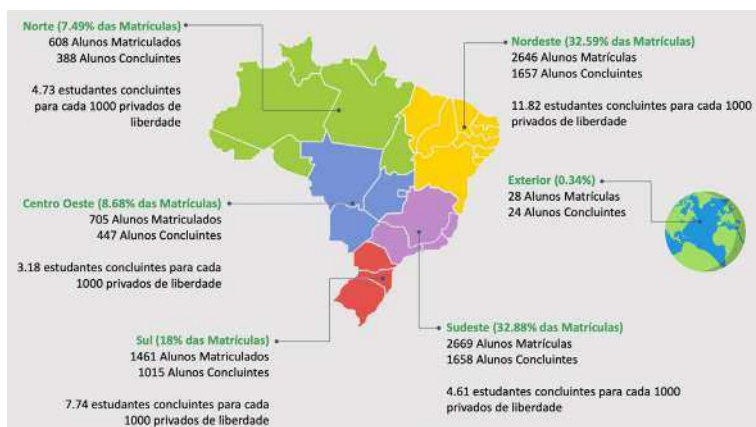 Norte (7.49% das Matrículas)
608 Alunos Matriculados
388 Alunos Concluintes
4.73 estudantes concluintes
para cada 1000 privados de
liberdade
Nordeste (32.59% das Matrículas)
2646 Alunos Matrículas
1657 Alunos Concluintes
11.82 estudantes concluintes para cada 1000
privados de liberdade
Exterior (0.34%)
28 Alunos Matrículas
24 Alunos Concluintes
Centro Oeste (8.68% das Matrículas)
705 Alunos Matriculados
447 Alunos Concluintes
3.18 estudantes concluintes para cada
1000 privados de liberdade
Sul (18% das Matrículas)
1461 Alunos Matriculados
1015 Alunos Concluintes
7.74 estudantes concluintes para cada
1000 privados de liberdade
Sudeste (32.88% das Matrículas)
2669 Alunos Matrículas
1658 Alunos Concluintes
4.61 estudantes concluintes para cada 1000
privados de liberdade